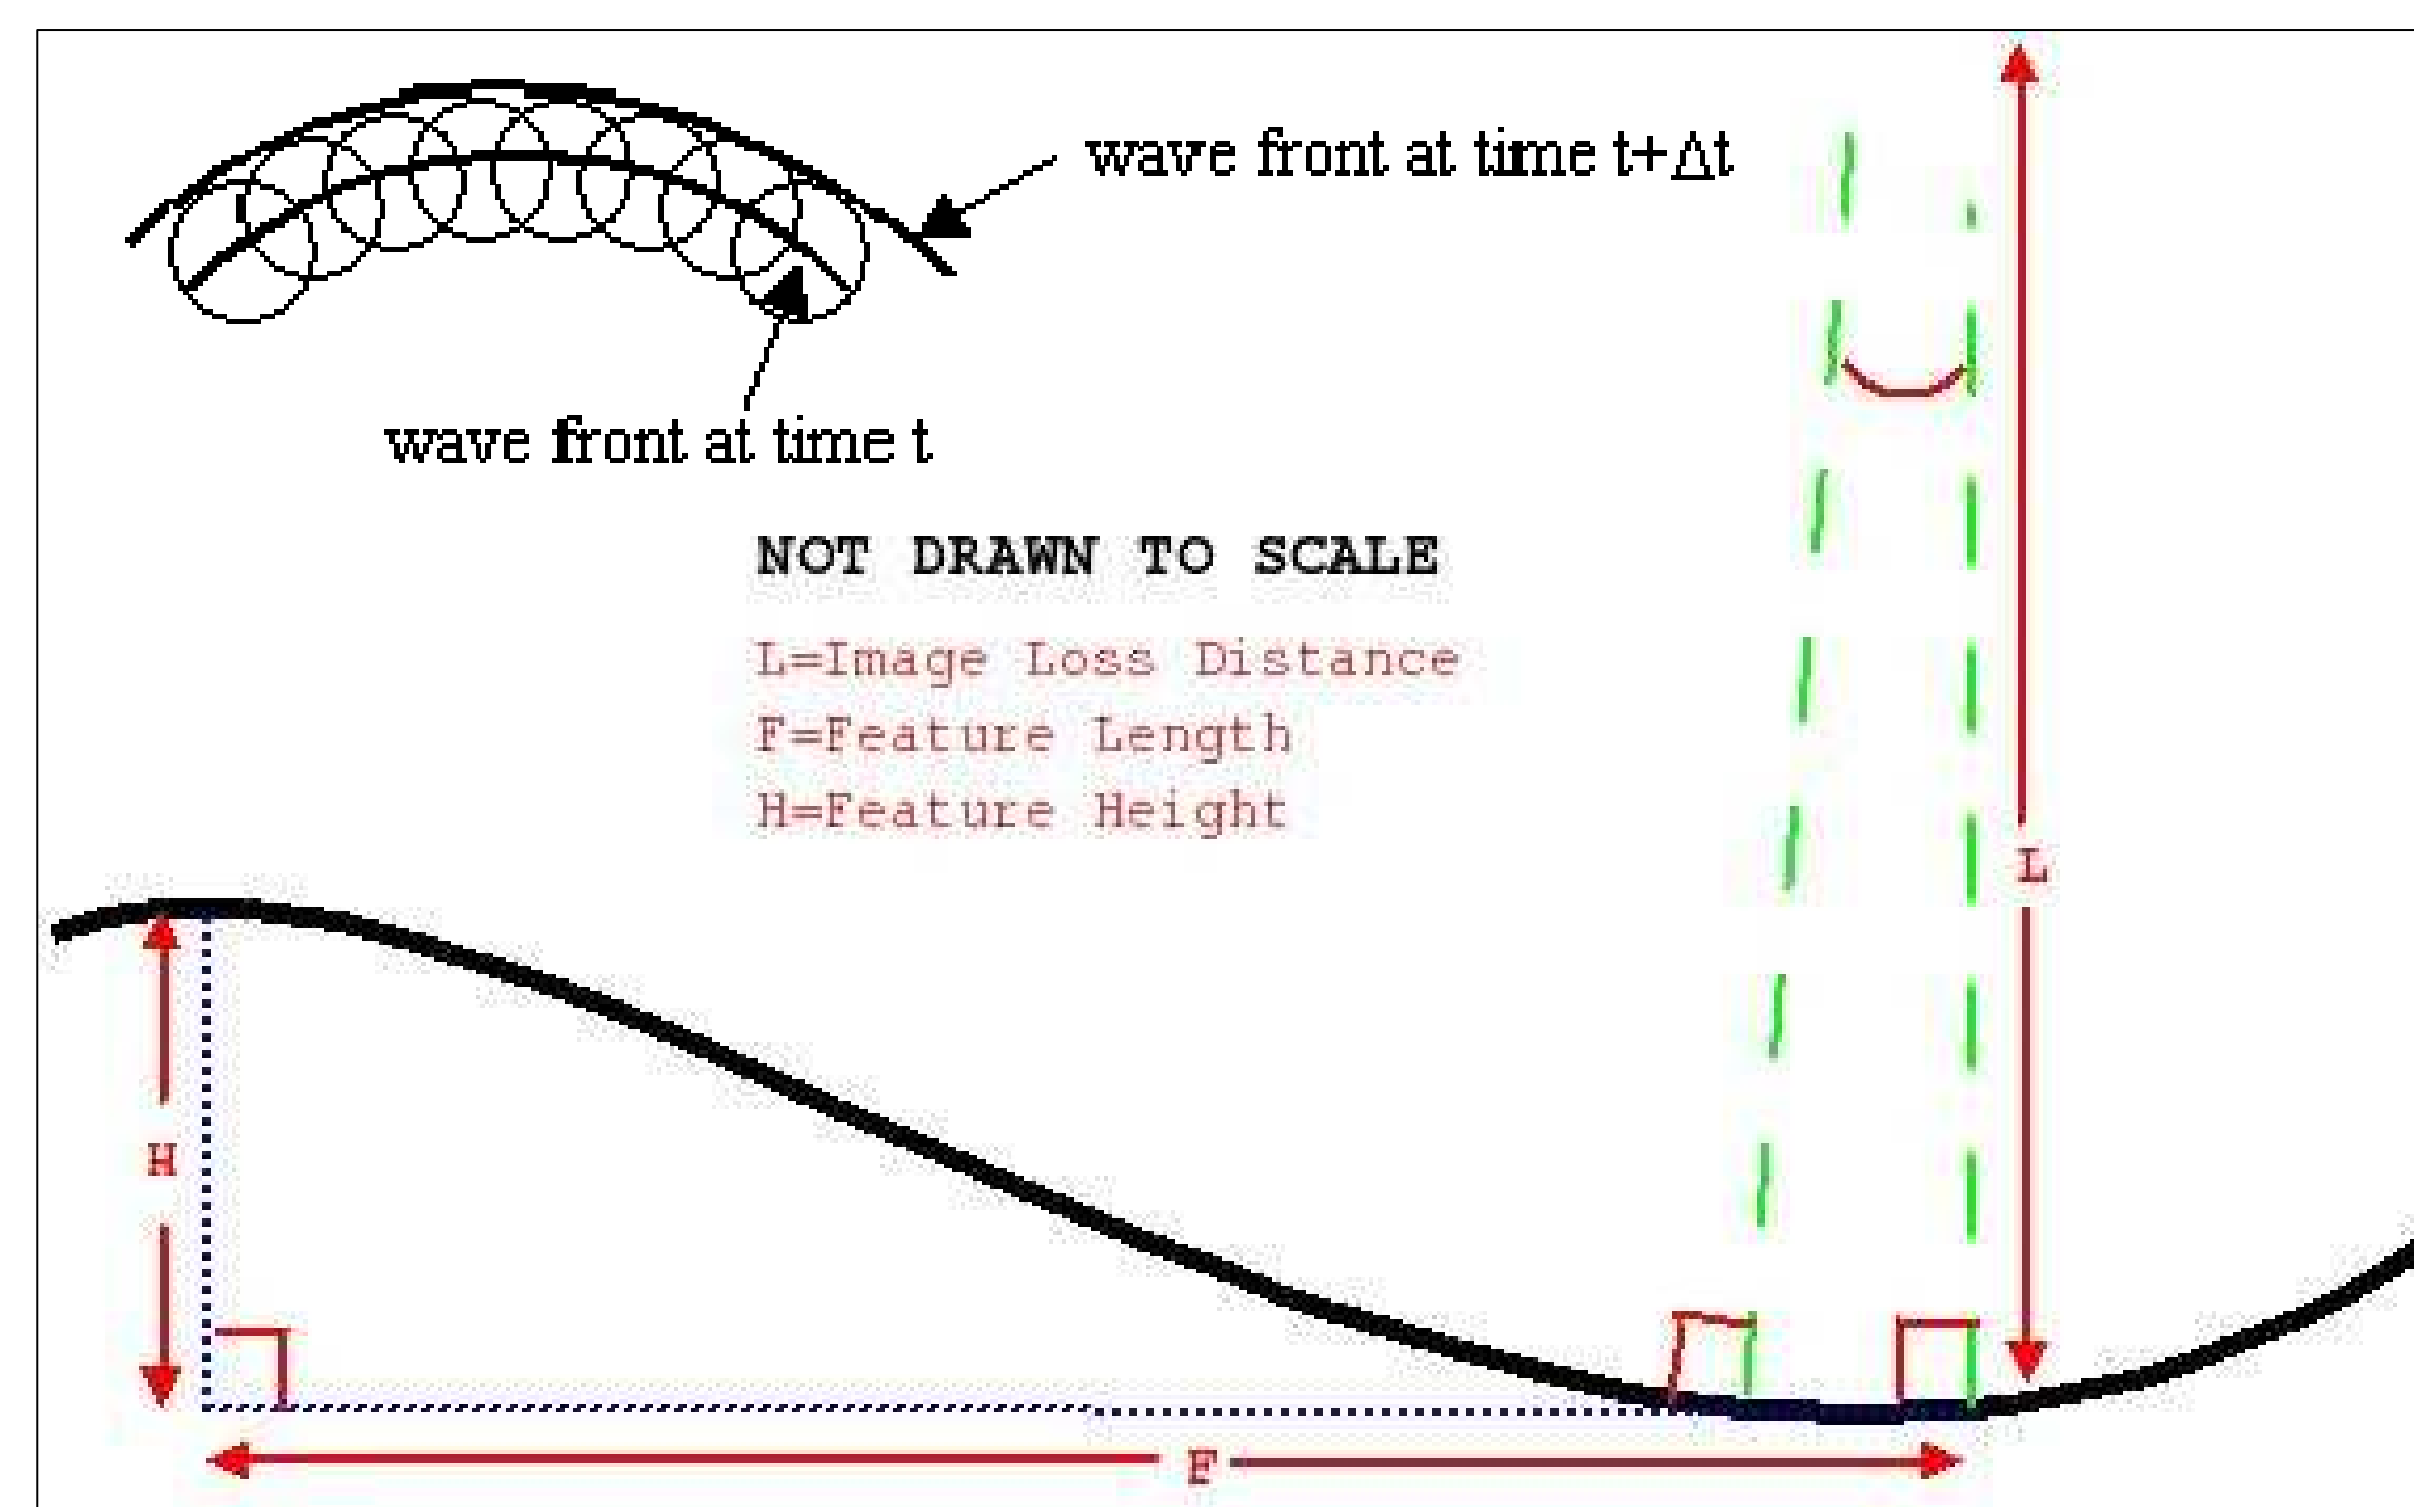 wave front at time t+Δt
wave front at time t
NOT DRAWN TO SCALE
L=Image Loss Distance
F=Feature Length
H=Feature Height
L
H
F